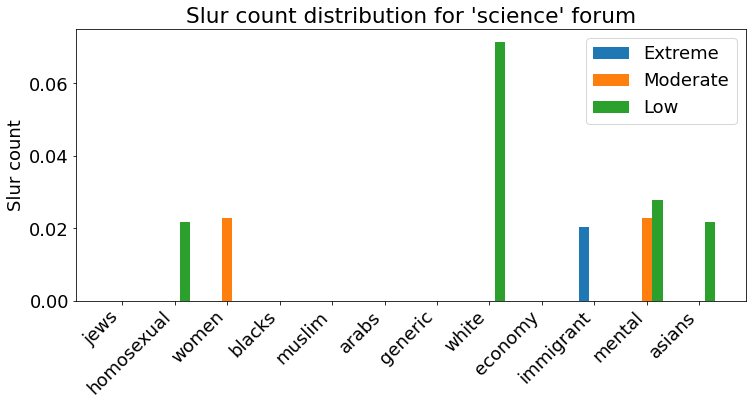 Slur count distribution for 'science' forum
Extreme
Moderate
Low
Slur count
0.06
0.04
0.02
0.00
jews
homosexual
women
blacks
muslim
arabs
generic
white
economy
immigrant
mental
asians